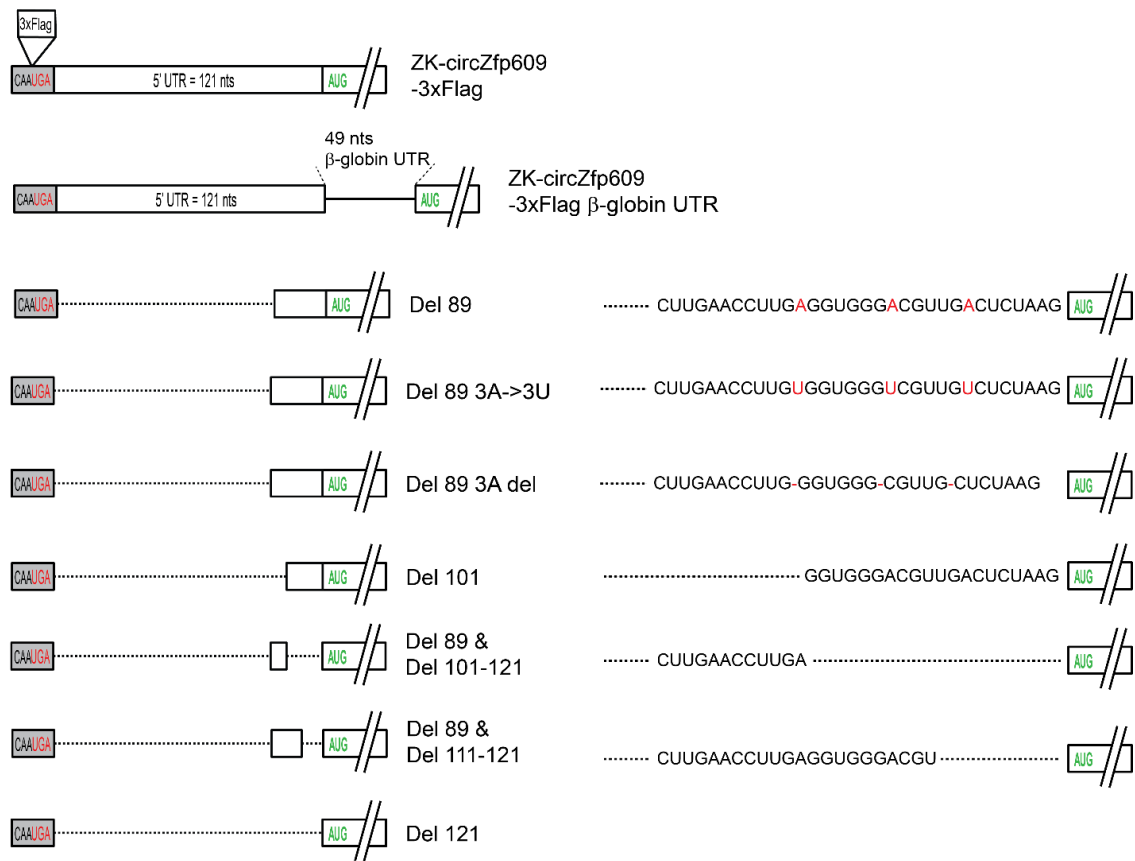 3xFlag
CAAUGA 5' UTR = 121 nts AUG
ZK-circZfp609
-3xFlag
49 nts
β-globin UTR
CAAUGA 5' UTR = 121 nts AUG
ZK-circZfp609
-3xFlag β-globin UTR
CAAUGA AUG Del 89 CUUGAACCUUGAGGUGGGACGUUGACUCUAAG AUG
CAAUGA AUG Del 89 3A->3U CUUGAACCUUGUGGUGGGUCGUUGUCUCUAAG AUG
CAAUGA AUG Del 89 3A del CUUGAACCUUG-GGUGGG-CGUUG-CUCUAAG AUG
CAAUGA AUG Del 101 GGUGGGACGUUGACUCUAAG AUG
CAAUGA AUG Del 89 &
Del 101-121 CUUGAACCUUGA AUG
CAAUGA AUG Del 89 &
Del 111-121 CUUGAACCUUGAGGUGGGACGU AUG
CAAUGA AUG Del 121